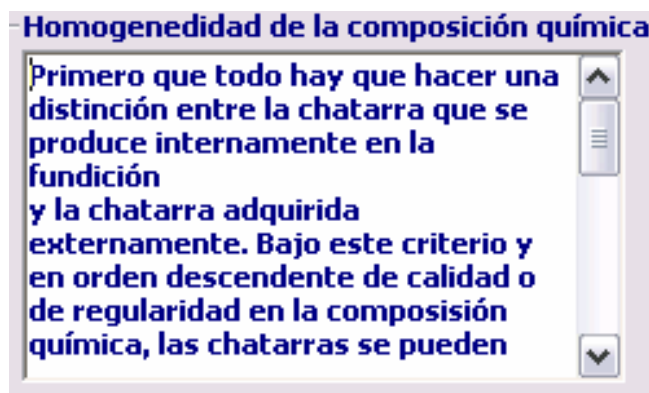 Homogenedidad de la composición química
Primero que todo hay que hacer una
distinción entre la chatarra que se
produce internamente en la
fundición
y la chatarra adquirida
externamente. Bajo este criterio y
en orden descendente de calidad o
de regularidad en la composisión
química, las chatarras se pueden